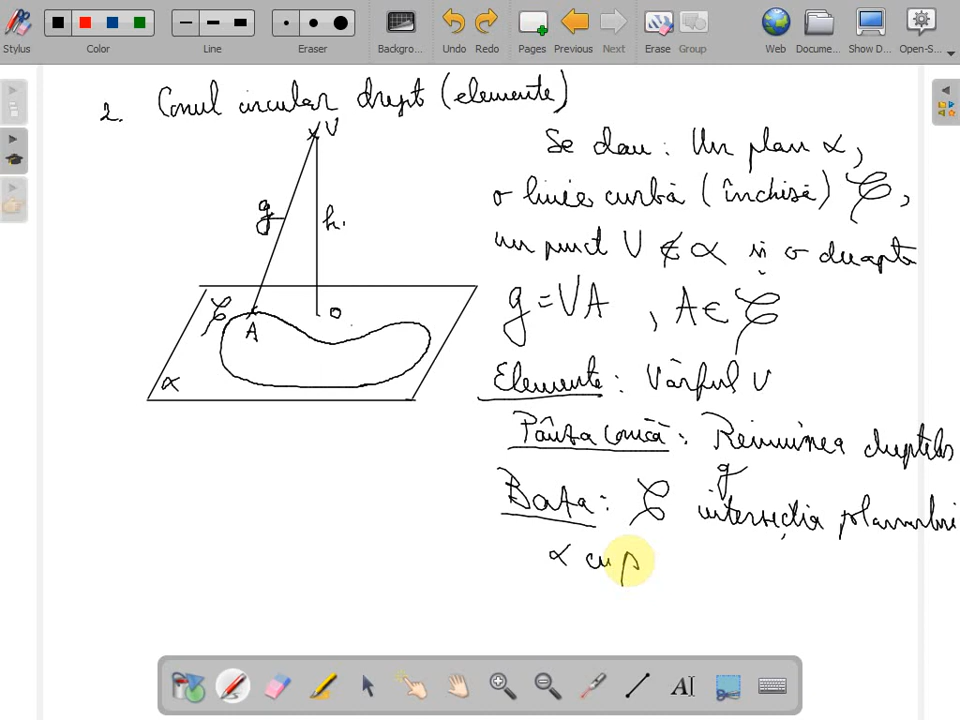 Stylus
Color
Line
Eraser
Backgro...
Undo
Redo
Pages
Previous
Next
Erase
Group
Web
Docume...
Show D...
Open-S...
2. Conul circular drept (elemente)
V
g
h.
𝒞
A
O
α
Se dau: Un plan α,
o linie curbă (închisă) 𝒞,
un punct V ∉ α și o dreaptă
g = VA, A ∈ 𝒞
Elemente: Vârful V
Pânza conică: Reuniunea dreptelor
g
Baza: 𝒞 intersecția planului
α cu p
AI